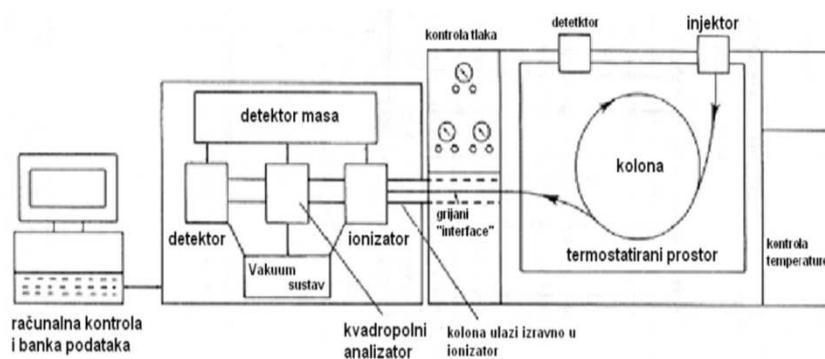 kontrola tlaka
detetktor
injektor
detektor masa
kolona
detektor
ionizator
grijani
"interface"
termostatirani prostor
kontrola
temperature
Vakuum
sustav
računalna kontrola
i banka podataka
kvadropolni
analizator
kolona ulazi izravno u
ionizator